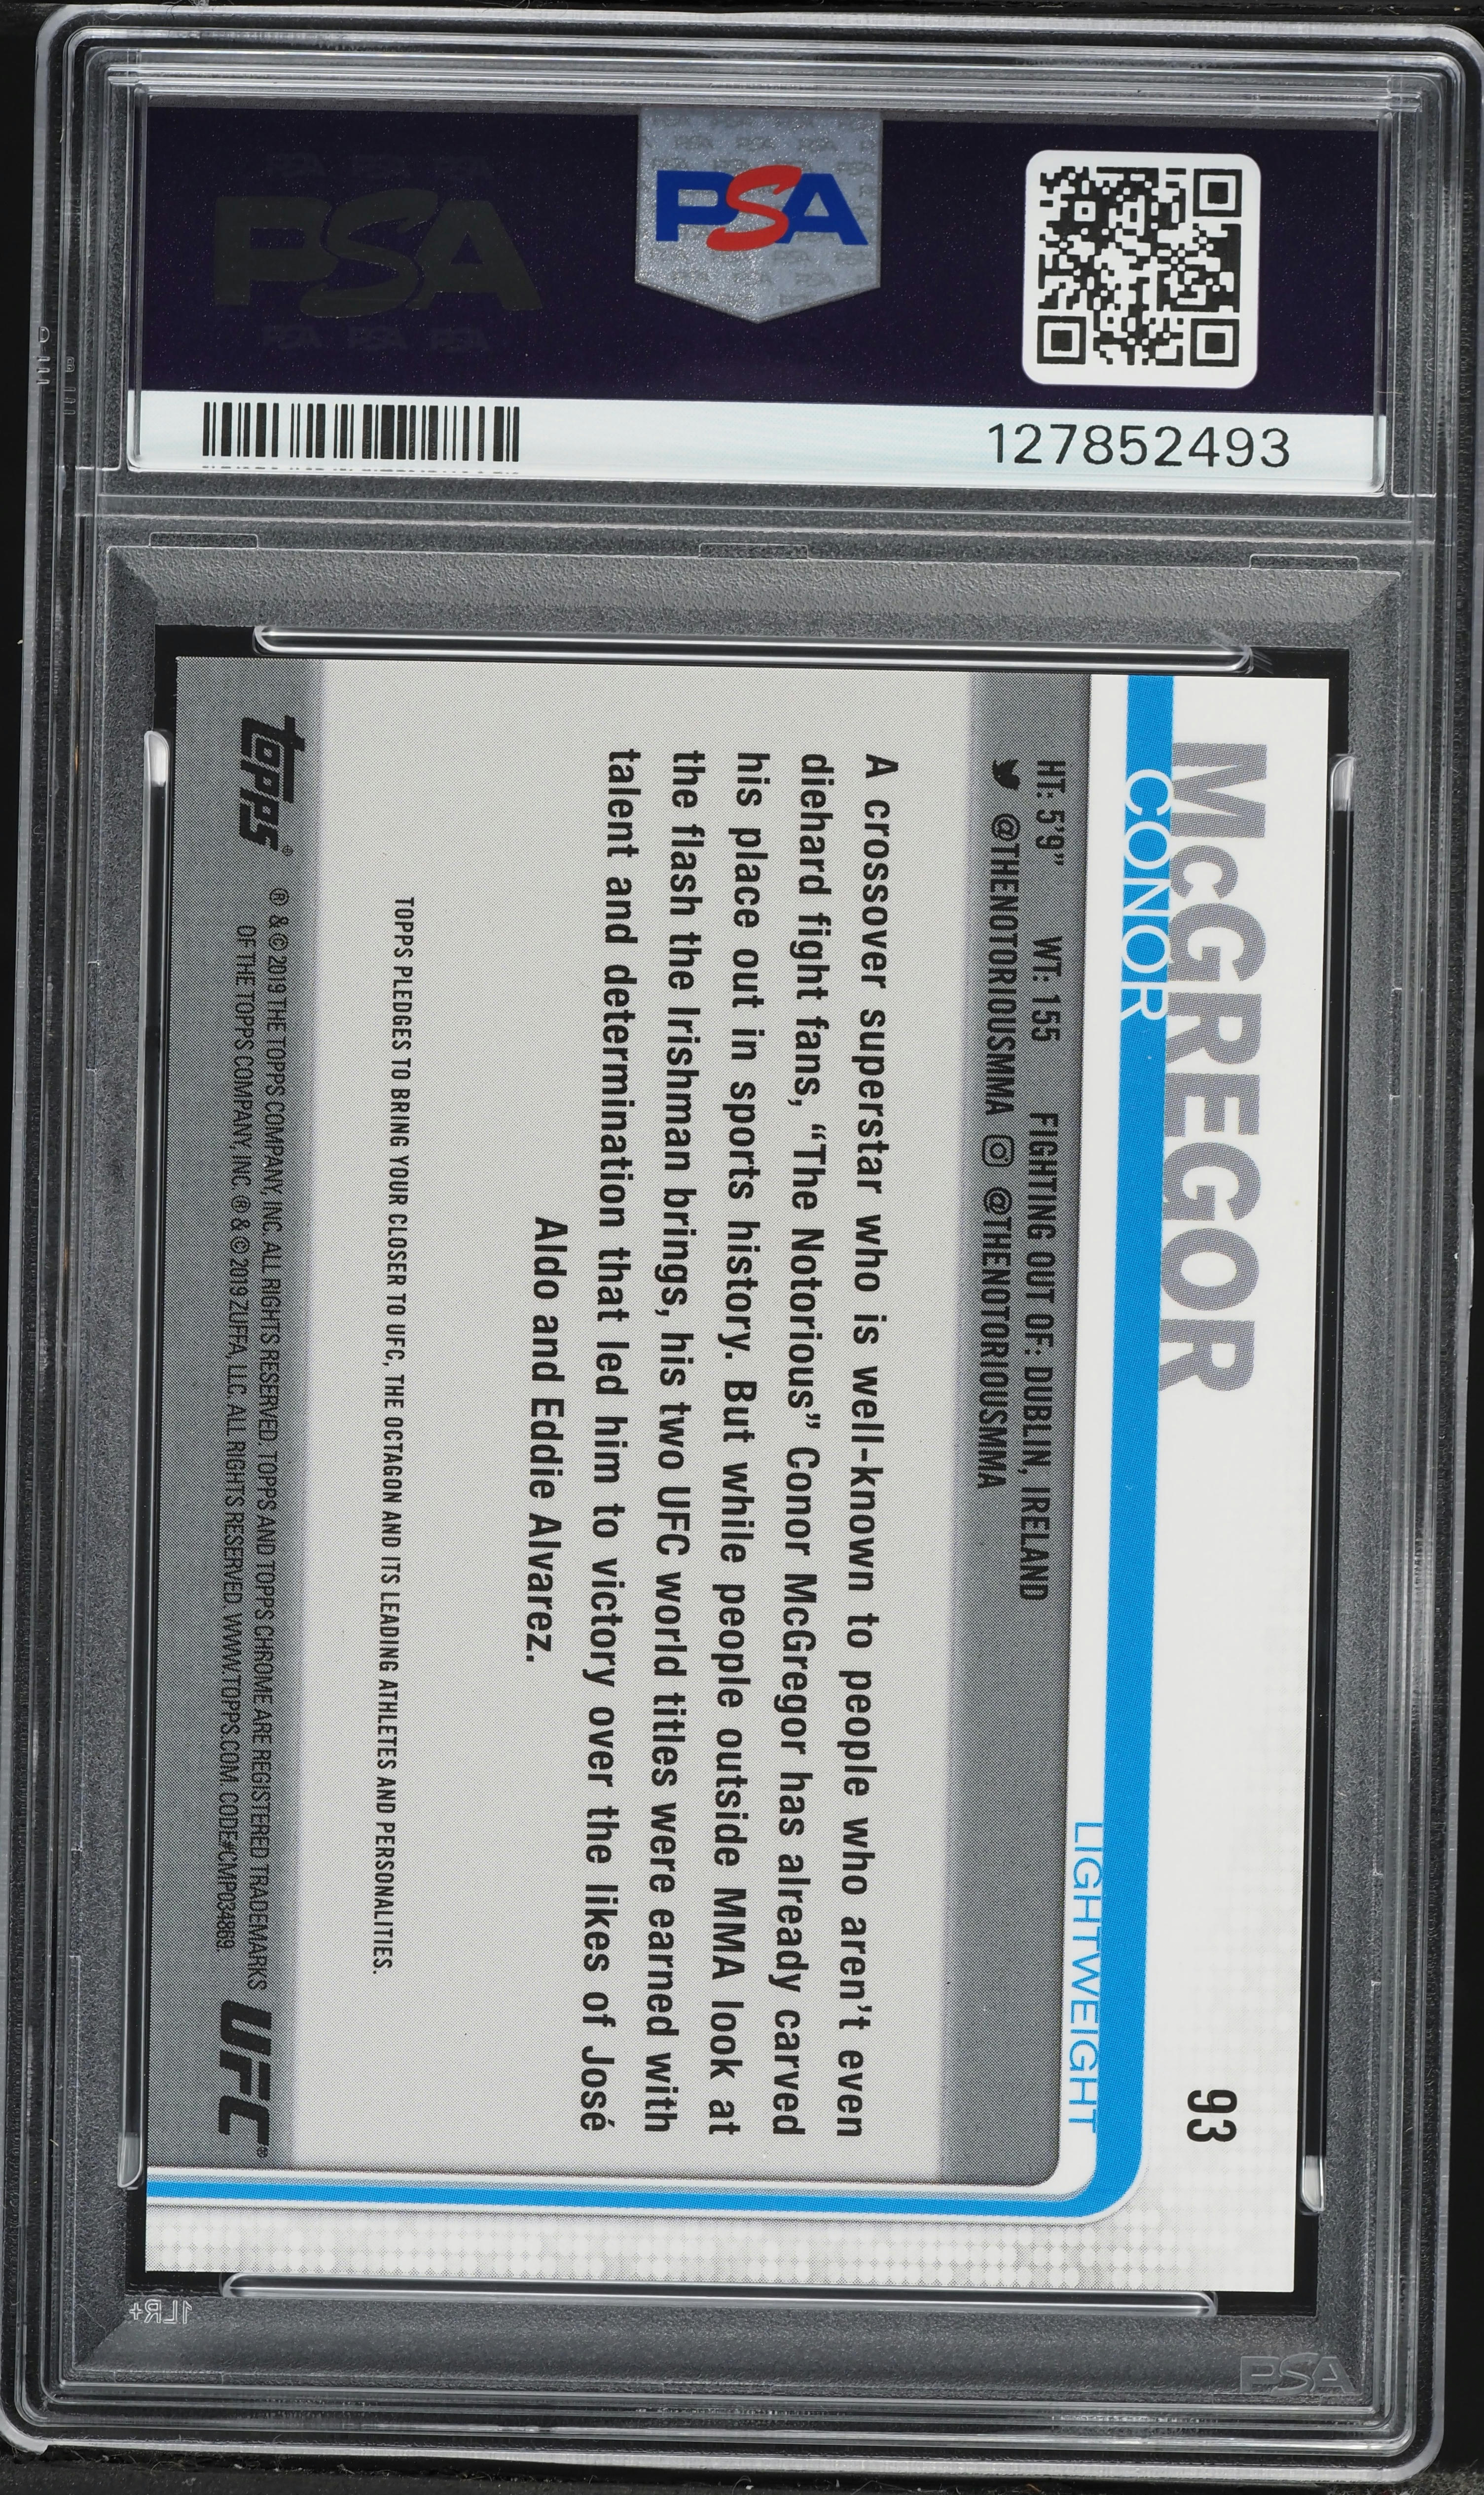 PSA
PSA
127852493
McGREGOR
93
CONOR
LIGHTWEIGHT
HT: 5'9" WT: 155 FIGHTING OUT OF: DUBLIN, IRELAND
@THENOTORIOUSMMA @THENOTORIOUSMMA
A crossover superstar who is well-known to people who aren't even
diehard fight fans, “The Notorious” Conor McGregor has already carved
his place out in sports history. But while people outside MMA look at
the flash the Irishman brings, his two UFC world titles were earned with
talent and determination that led him to victory over the likes of José
Aldo and Eddie Alvarez.
TOPPS PLEDGES TO BRING YOUR CLOSER TO UFC, THE OCTAGON AND ITS LEADING ATHLETES AND PERSONALITIES.
topps®
® & © 2019 THE TOPPS COMPANY, INC. ALL RIGHTS RESERVED. TOPPS AND TOPPS CHROME ARE REGISTERED TRADEMARKS
OF THE TOPPS COMPANY, INC. ® & © 2019 ZUFFA, LLC. ALL RIGHTS RESERVED. WWW.TOPPS.COM. CODE#CMP034869.
UFC®
1LR+
PSA